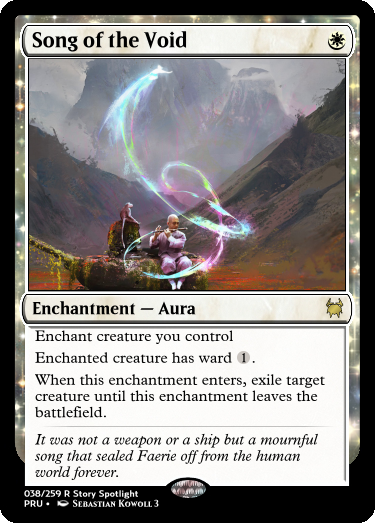 Song of the Void
Enchantment — Aura
Enchant creature you control
Enchanted creature has ward 1.
When this enchantment enters, exile target
creature until this enchantment leaves the
battlefield.
It was not a weapon or a ship but a mournful
song that sealed Faerie off from the human
world forever.
038/259 R Story Spotlight
PRU • Sebastian Kowoll 3